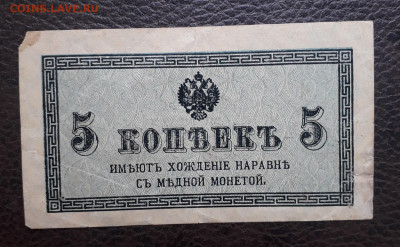 COINS.LAVE.RU
5 КОПѢЕКЪ 5
ИМѢЮТЪ ХОЖДЕНІЕ НАРАВНѢ
СЪ МѢДНОЙ МОНЕТОЙ.